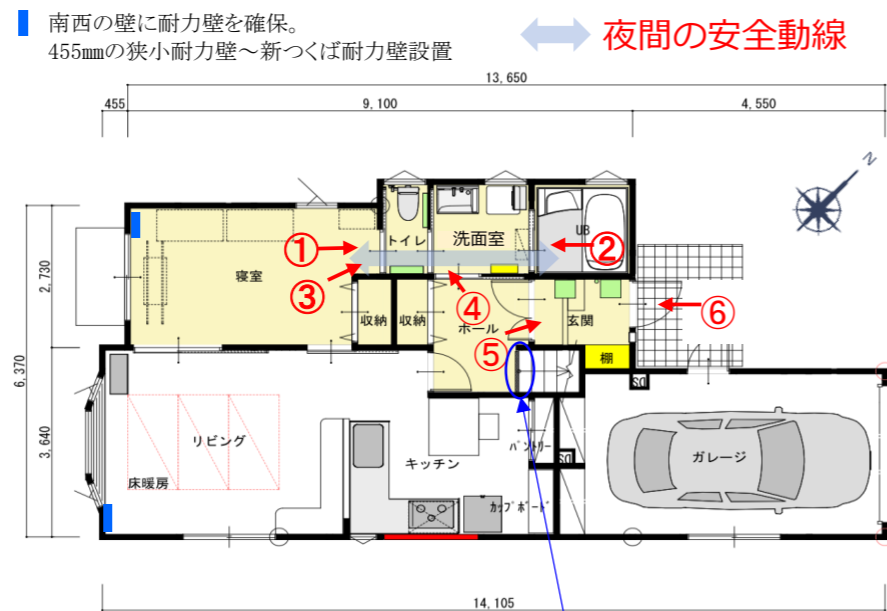 南西の壁に耐力壁を確保。
455㎜の狭小耐力壁～新つくば耐力壁設置
夜間の安全動線
13,650
455
9,100
4,550
N
①
トイレ
洗面室
UB
②
2,730
寝室
③
④
収納
収納
ホール
玄関
⑥
⑤
棚
6,370
3,640
リビング
床暖房
キッチン
パントリー
カップボード
ガレージ
14,105